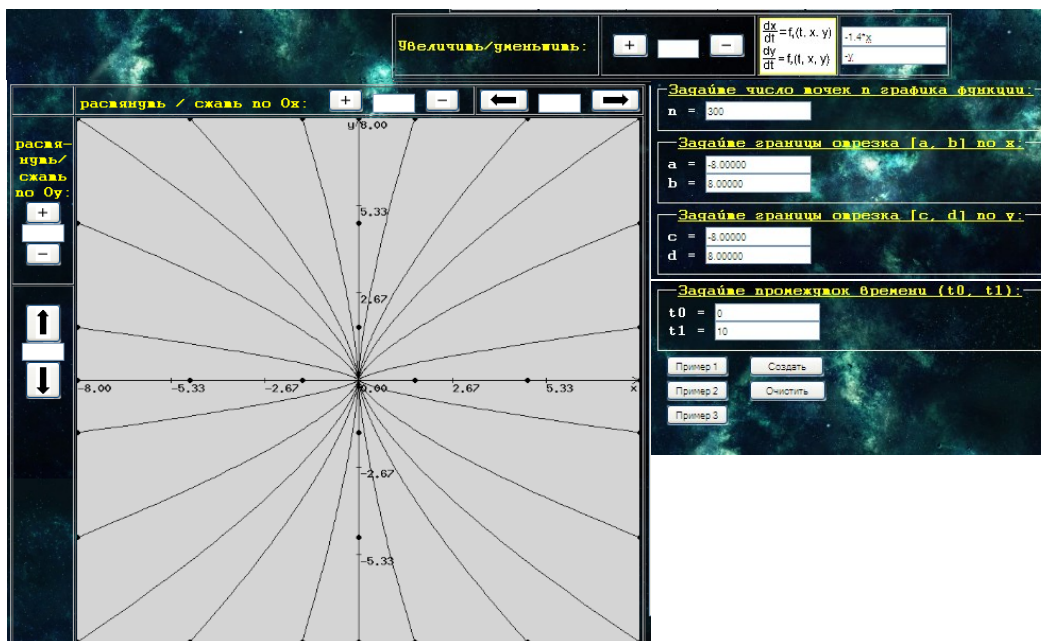 Увеличить/уменьшить:
+
−
dx/dt = f₁(t, x, y)
dy/dt = f₂(t, x, y)
-1.4*x
-y
растянуть / сжать по Ox:
+
−
растя-
нуть/
сжать
по Oy:
+
−
y
8.00
5.33
2.67
-8.00
-5.33
-2.67
0.00
2.67
5.33
x
-2.67
-5.33
Задайте число точек n графика функции:
n = 300
Задайте границы отрезка [a, b] по x:
a = -8.00000
b = 8.00000
Задайте границы отрезка [c, d] по y:
c = -8.00000
d = 8.00000
Задайте промежуток времени (t0, t1):
t0 = 0
t1 = 10
Пример 1
Создать
Пример 2
Очистить
Пример 3